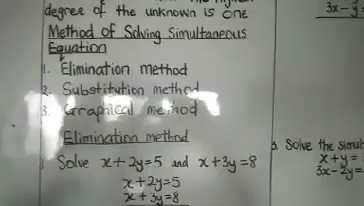 degree of the unknown is one
Method of Solving Simultaneous
Equation
1. Elimination method
2. Substitution method
3. Graphical method
Elimination method
1. Solve x+2y=5 and x+3y=8
x+2y=5
x+3y=8
3x-y=
3. Solve the simul
x+y=
3x-2y=